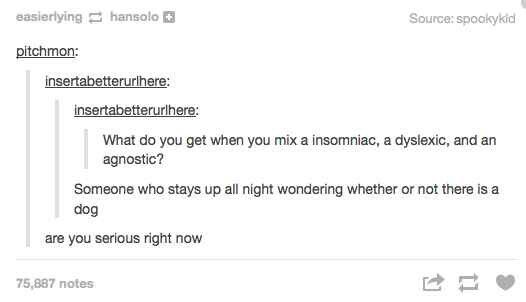 easierlying hansolo
Source: spookykid
pitchmon:
insertabetterurlhere:
insertabetterurlhere:
What do you get when you mix a insomniac, a dyslexic, and an
agnostic?
Someone who stays up all night wondering whether or not there is a
dog
are you serious right now
75,887 notes